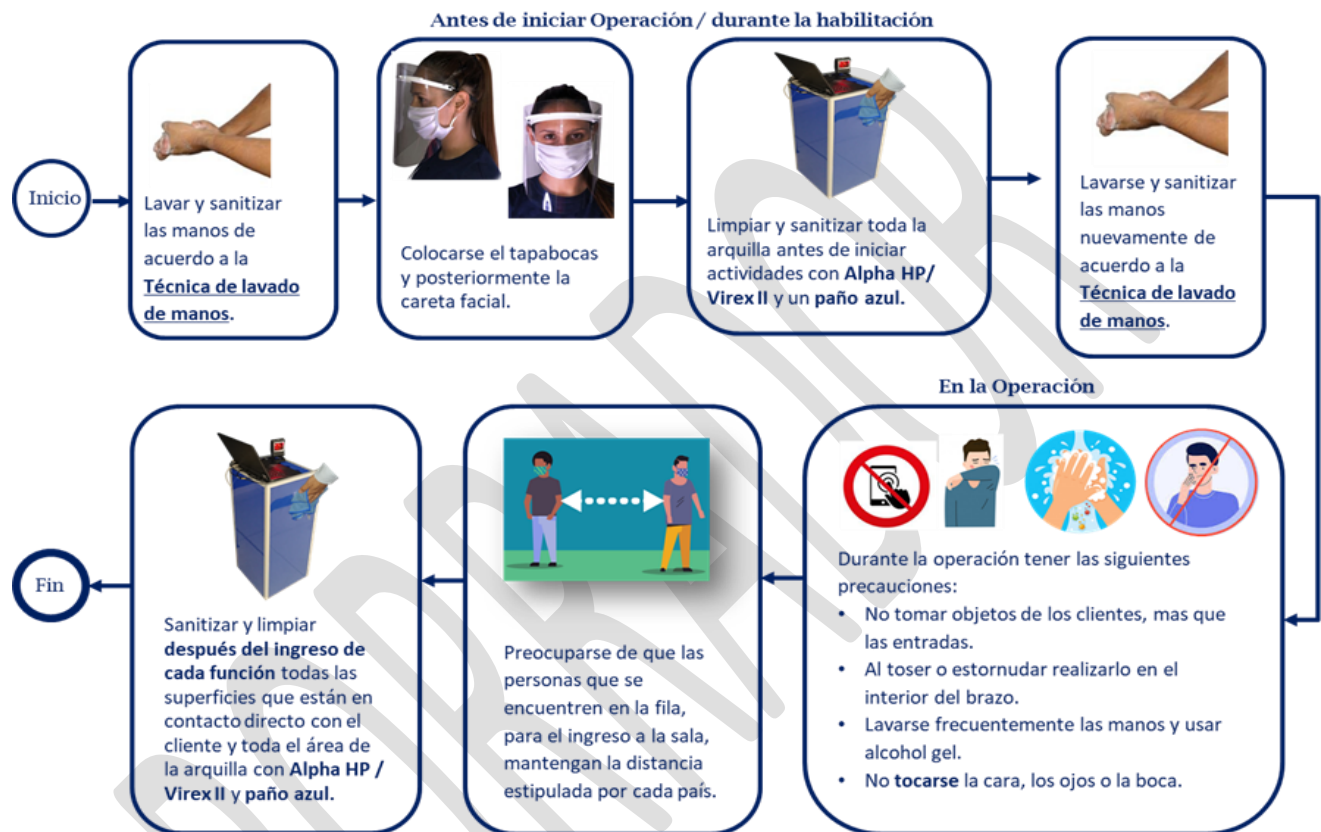 Antes de iniciar Operación / durante la habilitación
Inicio
Lavar y sanitizar
las manos de
acuerdo a la
Técnica de lavado
de manos.
Colocarse el tapabocas
y posteriormente la
careta facial.
Limpiar y sanitizar toda la
arquilla antes de iniciar
actividades con Alpha HP/
Virex II y un paño azul.
Lavarse y sanitizar
las manos
nuevamente de
acuerdo a la
Técnica de lavado
de manos.
En la Operación
Durante la operación tener las siguientes
precauciones:
• No tomar objetos de los clientes, mas que
las entradas.
• Al toser o estornudar realizarlo en el
interior del brazo.
• Lavarse frecuentemente las manos y usar
alcohol gel.
• No tocarse la cara, los ojos o la boca.
Preocuparse de que las
personas que se
encuentren en la fila,
para el ingreso a la sala,
mantengan la distancia
estipulada por cada país.
Sanitizar y limpiar
después del ingreso de
cada función todas las
superficies que están en
contacto directo con el
cliente y toda el área de
la arquilla con Alpha HP /
Virex II y paño azul.
Fin